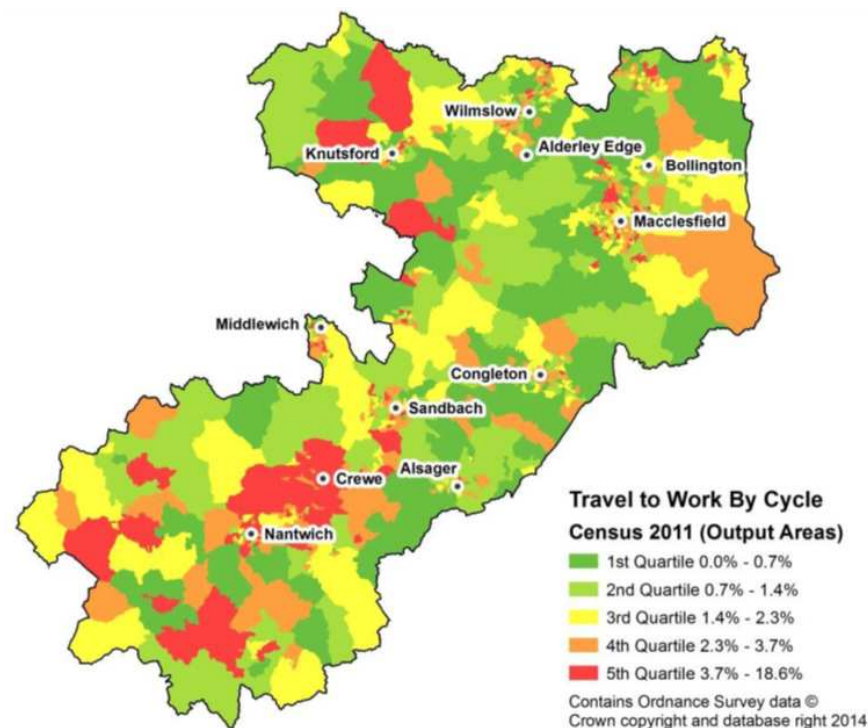 Wilmslow
Knutsford
Alderley Edge
Bollington
Macclesfield
Middlewich
Congleton
Sandbach
Alsager
Crewe
Nantwich
Travel to Work By Cycle
Census 2011 (Output Areas)
1st Quartile 0.0% - 0.7%
2nd Quartile 0.7% - 1.4%
3rd Quartile 1.4% - 2.3%
4th Quartile 2.3% - 3.7%
5th Quartile 3.7% - 18.6%
Contains Ordnance Survey data ©
Crown copyright and database right 2014